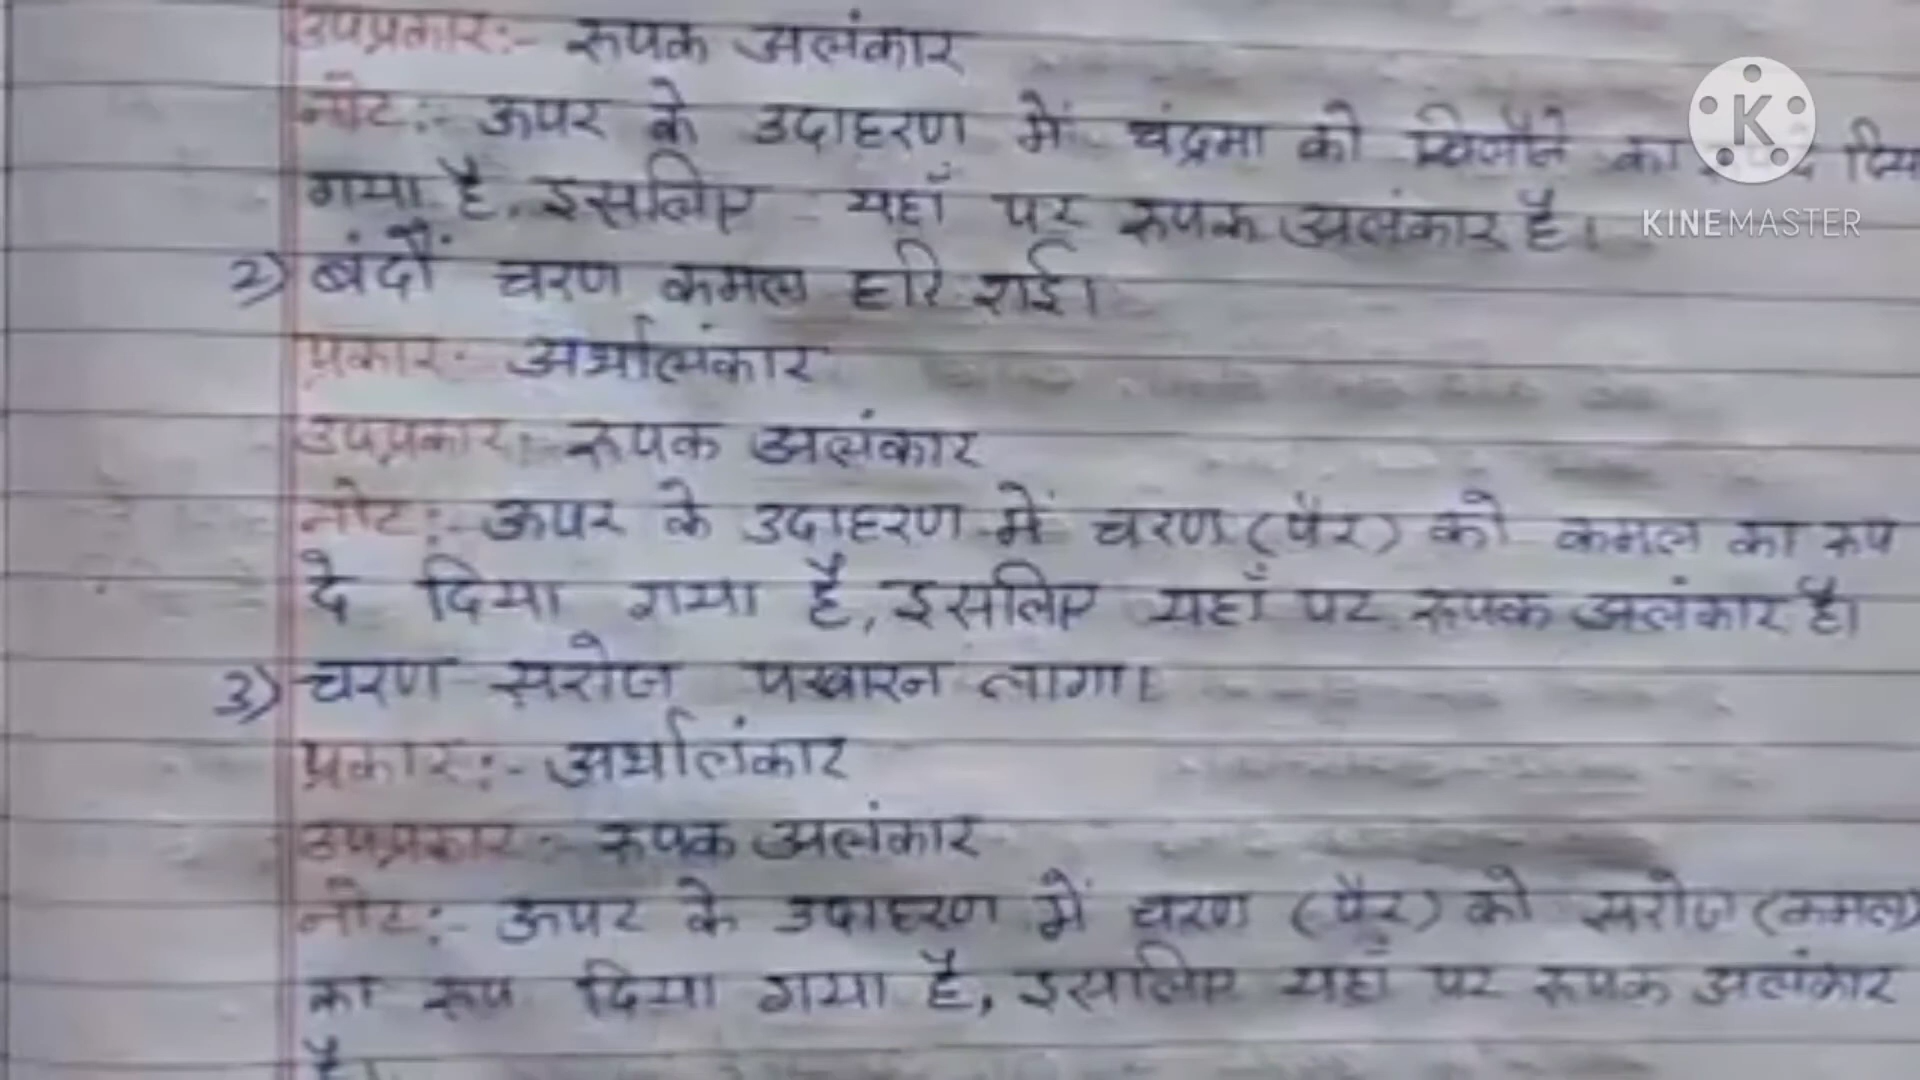 उपप्रकार:- रूपक अलंकार
नोट:- ऊपर के उदाहरण में चंद्रमा को खिलौने का दिया
गया है, इसलिए यहाँ पर रूपक अलंकार है।
2) बंदौं चरण कमल हरि राई।
प्रकार:- अर्थालंकार
उपप्रकार:- रूपक अलंकार
नोट:- ऊपर के उदाहरण में चरण (पैर) को कमल का रूप
दे दिया गया है, इसलिए यहाँ पर रूपक अलंकार है।
3) चरण सरोज पखारन लागा।
प्रकार:- अर्थालंकार
उपप्रकार:- रूपक अलंकार
नोट:- ऊपर के उदाहरण में चरण (पैर) को सरोज (कमल)
का रूप दिया गया है, इसलिए यहाँ पर रूपक अलंकार
है।
K
KINEMASTER